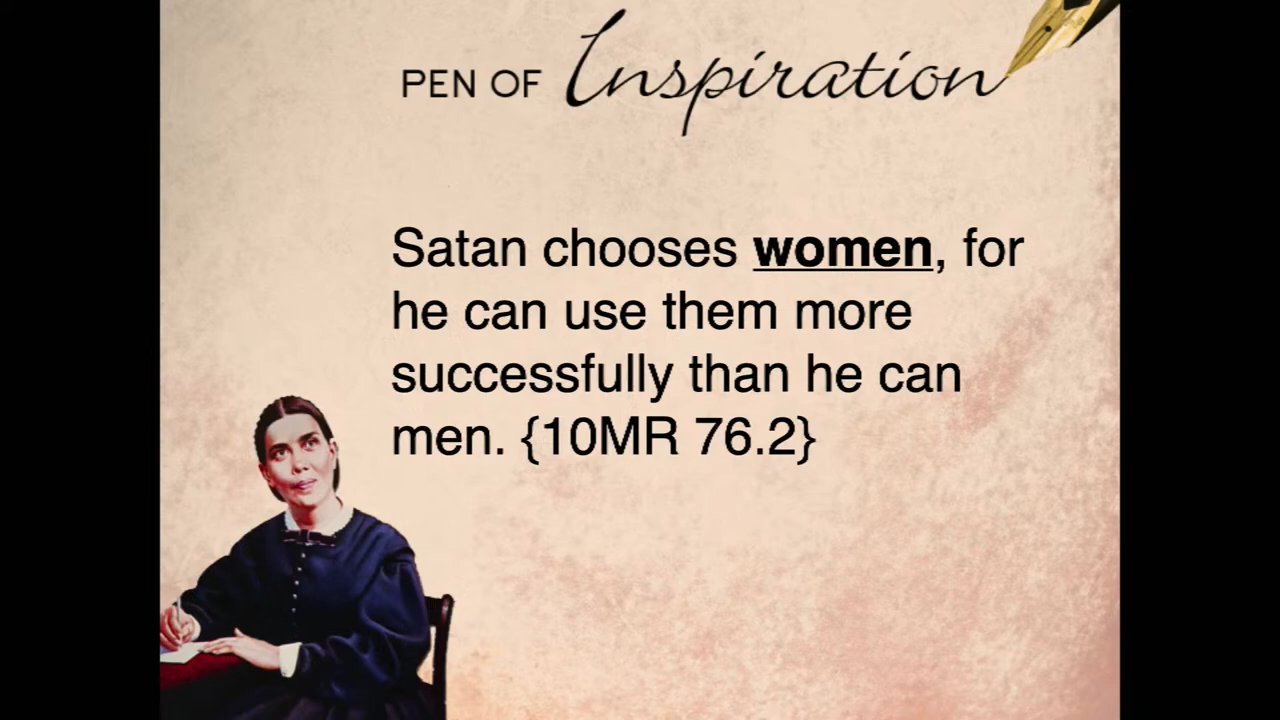 PEN OF Inspiration
Satan chooses women, for
he can use them more
successfully than he can
men. {10MR 76.2}